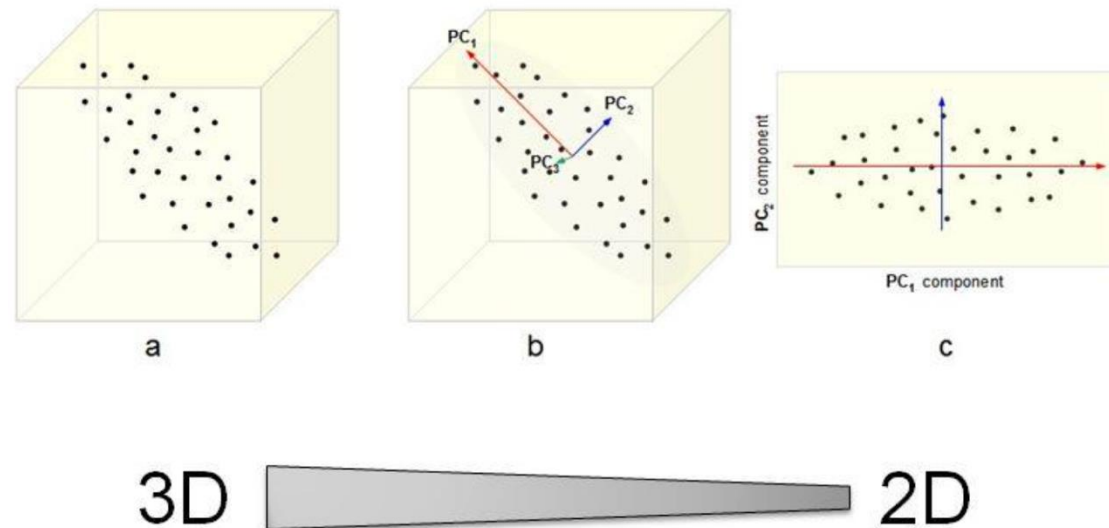 PC1
PC2
PC3
PC2 component
PC1 component
a
b
c
3D
2D